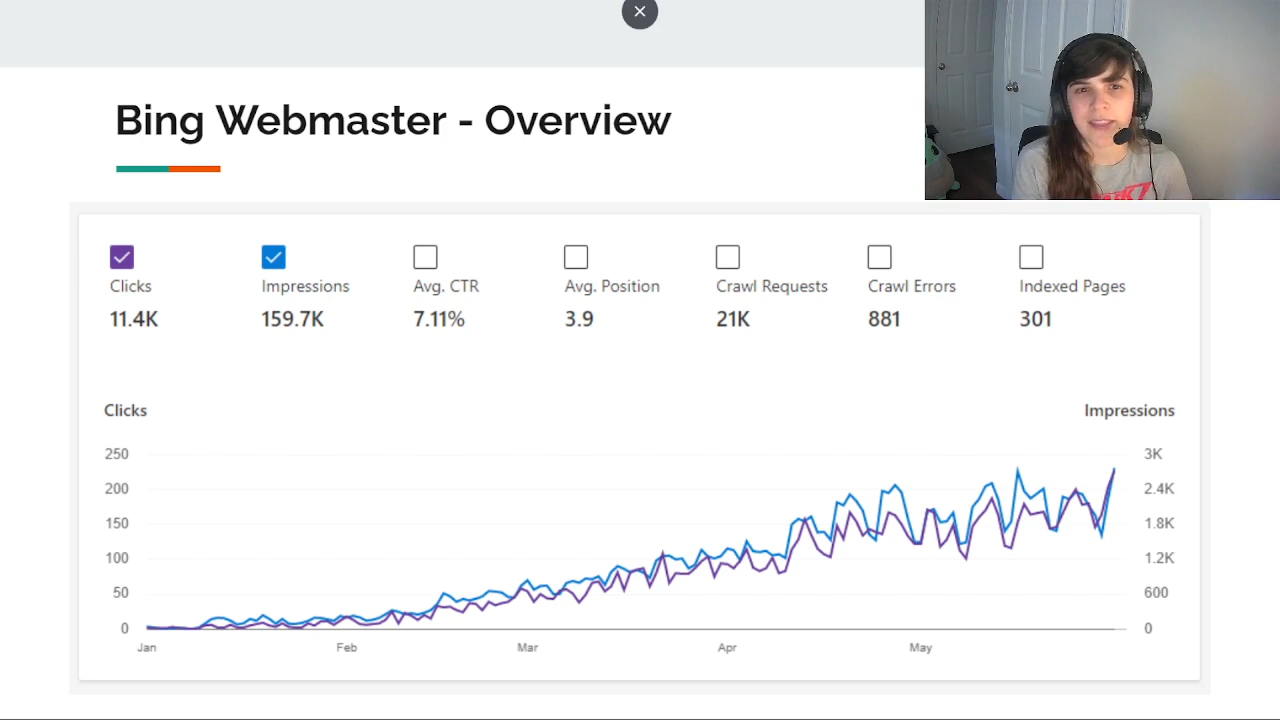 Bing Webmaster - Overview
Clicks Impressions Avg. CTR Avg. Position Crawl Requests Crawl Errors Indexed Pages
11.4K 159.7K 7.11% 3.9 21K 881 301
Clicks Impressions
250 3K
200 2.4K
150 1.8K
100 1.2K
50 600
0 0
Jan Feb Mar Apr May